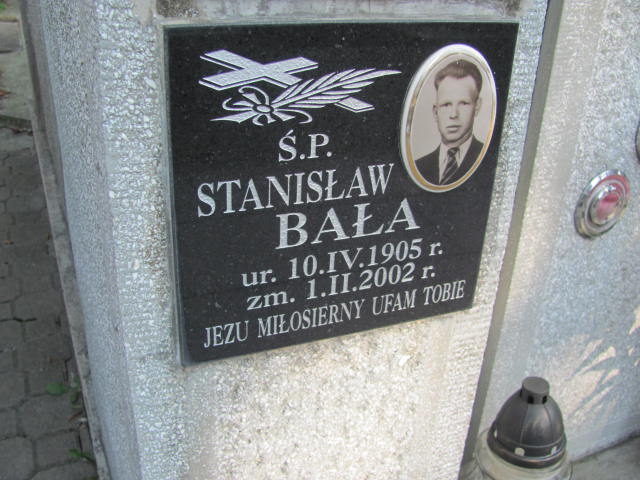 Ś.P.
STANISŁAW
BAŁA
ur. 10.IV.1905 r.
zm. 1.II.2002 r.
JEZU MIŁOSIERNY UFAM TOBIE